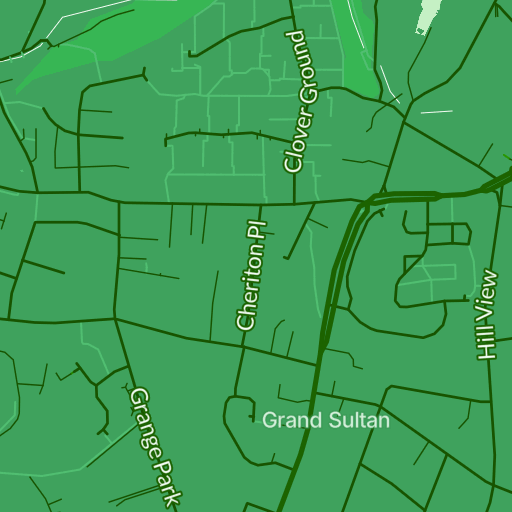 Clover Ground
Cheriton Pl
Hill View
Grange Park
Grand Sultan